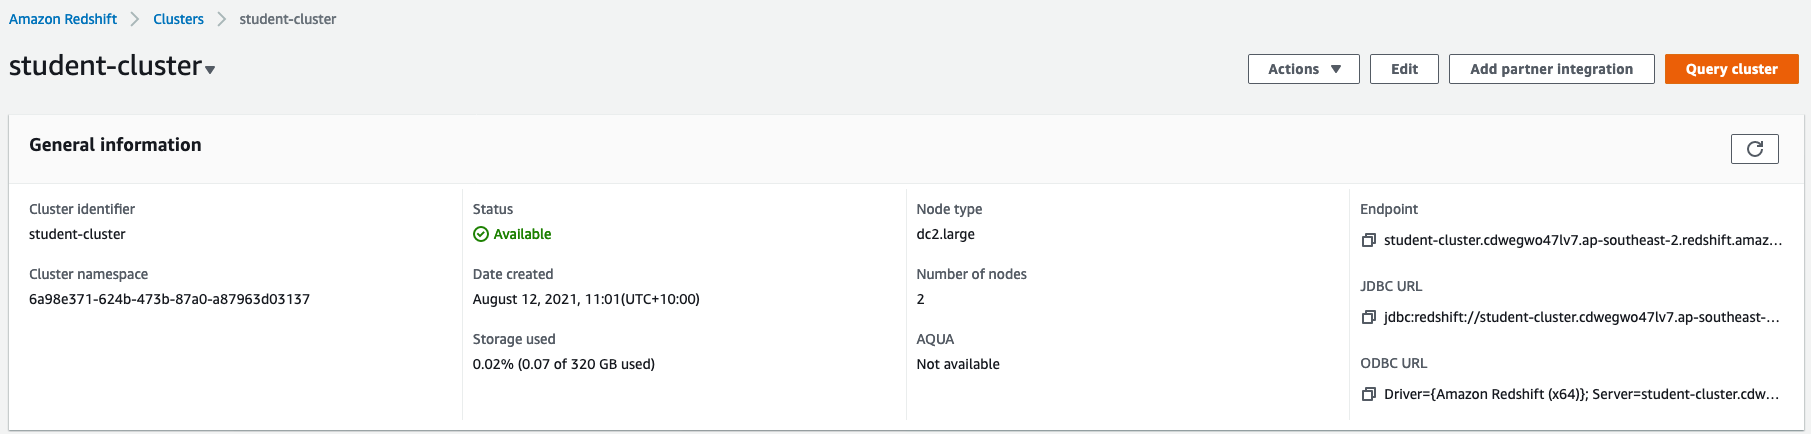 Amazon Redshift > Clusters > student-cluster
student-cluster
Actions
Edit
Add partner integration
Query cluster
General information
Cluster identifier
student-cluster
Cluster namespace
6a98e371-624b-473b-87a0-a87963d03137
Status
Available
Date created
August 12, 2021, 11:01(UTC+10:00)
Storage used
0.02% (0.07 of 320 GB used)
Node type
dc2.large
Number of nodes
2
AQUA
Not available
Endpoint
student-cluster.cdwegwo47lv7.ap-southeast-2.redshift.amaz...
JDBC URL
jdbc:redshift://student-cluster.cdwegwo47lv7.ap-southeast-...
ODBC URL
Driver={Amazon Redshift (x64)}; Server=student-cluster.cdw...